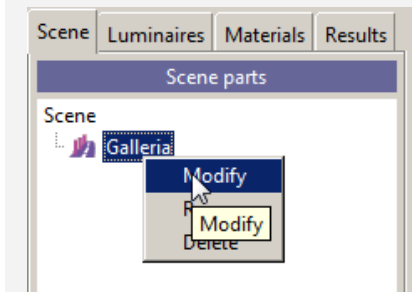 Scene Luminaires Materials Results
Scene parts
Scene
Galleria
Modify
Modify
Delete